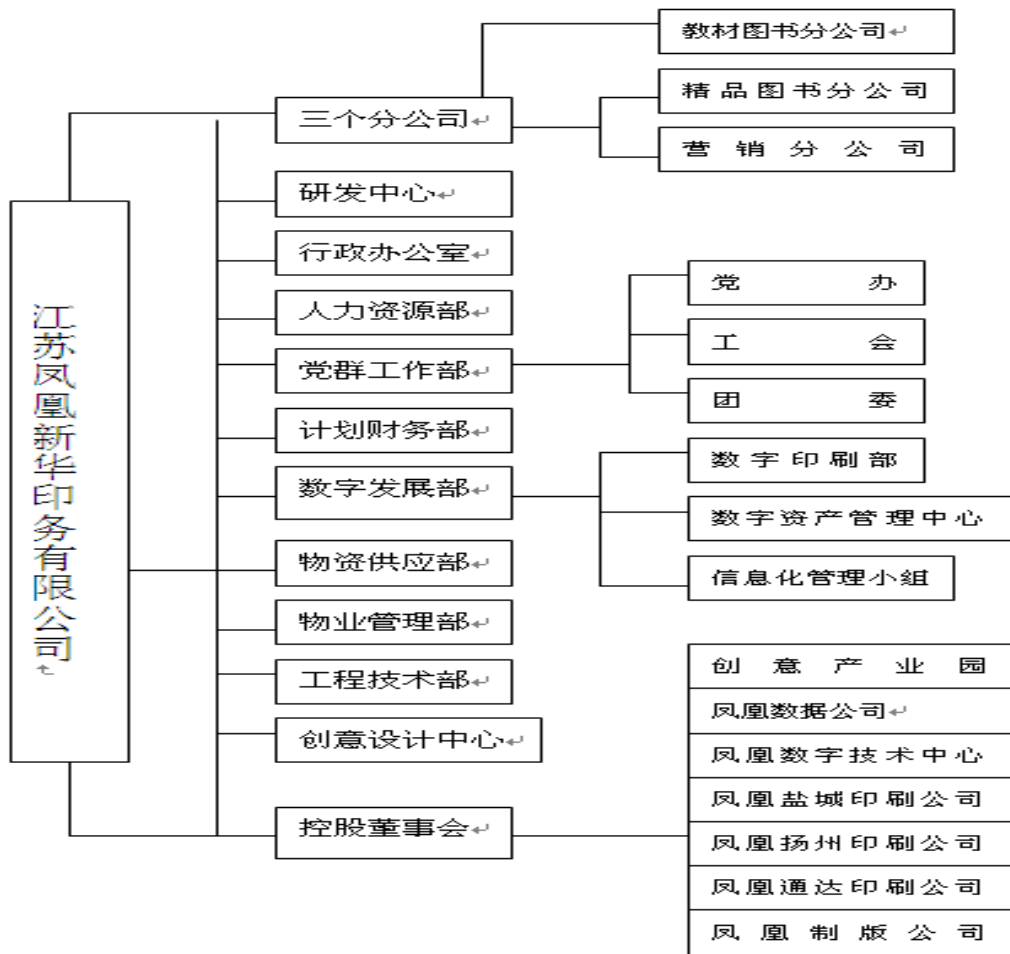 江苏凤凰新华印务有限公司
三个分公司
教材图书分公司
精品图书分公司
营销分公司
研发中心
行政办公室
人力资源部
党群工作部
党办
工会
团委
计划财务部
数字发展部
数字印刷部
数字资产管理中心
信息化管理小组
物资供应部
物业管理部
工程技术部
创意设计中心
控股董事会
创意产业园
凤凰数据公司
凤凰数字技术中心
凤凰盐城印刷公司
凤凰扬州印刷公司
凤凰通达印刷公司
凤凰制版公司